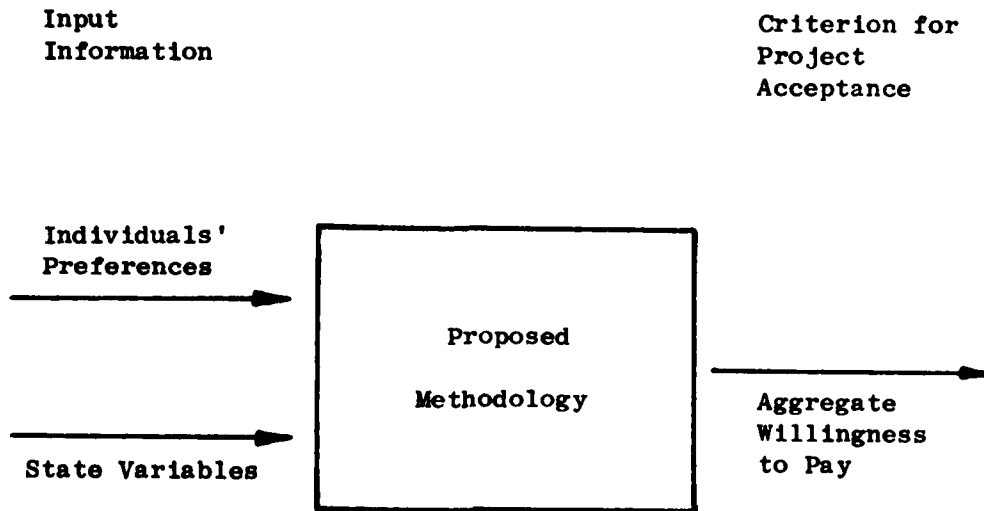 Input
Information
Criterion for
Project
Acceptance
Individuals'
Preferences
Proposed
Methodology
State Variables
Aggregate
Willingness
to Pay